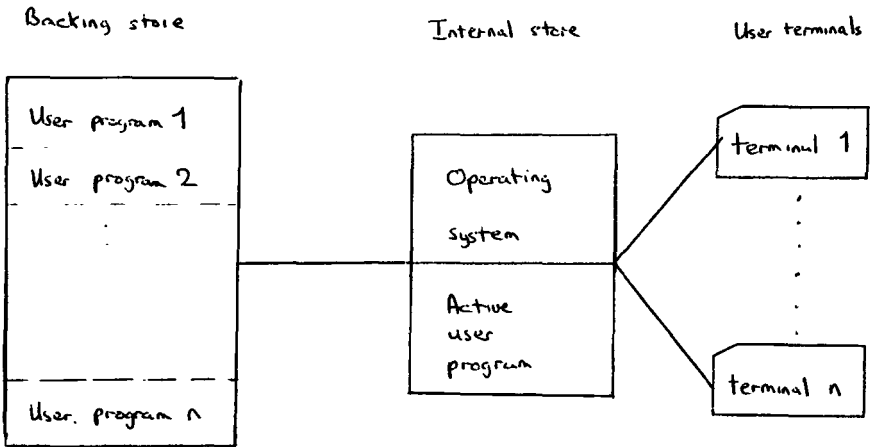 Backing store
Internal store
User terminals
User program 1
User program 2
User. program n
Operating
system
Active
user
program
terminal 1
terminal n